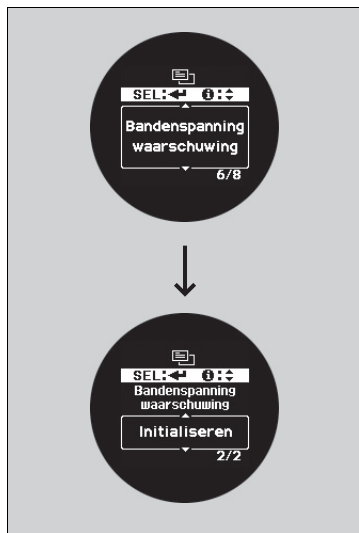 SEL:↵ i:⬍
Bandenspanning
waarschuwing
6/8
SEL:↵ i:⬍
Bandenspanning
waarschuwing
Initialiseren
2/2